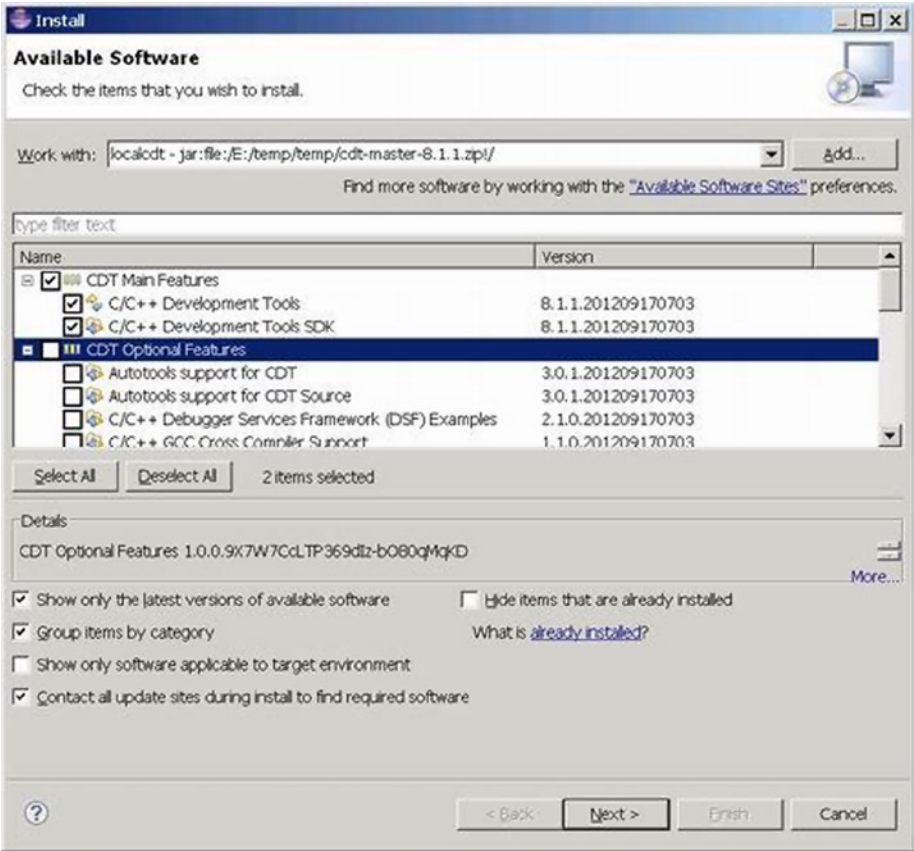 Install
Available Software
Check the items that you wish to install.
Work with: localcdt - jar:file:/E:/temp/temp/cdt-master-8.1.1.zip!/ Add...
Find more software by working with the "Available Software Sites" preferences.
type filter text
Name Version
CDT Main Features
C/C++ Development Tools 8.1.1.201209170703
C/C++ Development Tools SDK 8.1.1.201209170703
CDT Optional Features
Autotools support for CDT 3.0.1.201209170703
Autotools support for CDT Source 3.0.1.201209170703
C/C++ Debugger Services Framework (DSF) Examples 2.1.0.201209170703
C/C++ GCC Cross Compiler Support 1.1.0.201209170703
Select All Deselect All 2 items selected
Details
CDT Optional Features 1.0.0.9X7W7CcLTP369dIz-bO80qMqKD
More...
Show only the latest versions of available software Hide items that are already installed
Group items by category What is already installed?
Show only software applicable to target environment
Contact all update sites during install to find required software
? < Back Next > Finish Cancel